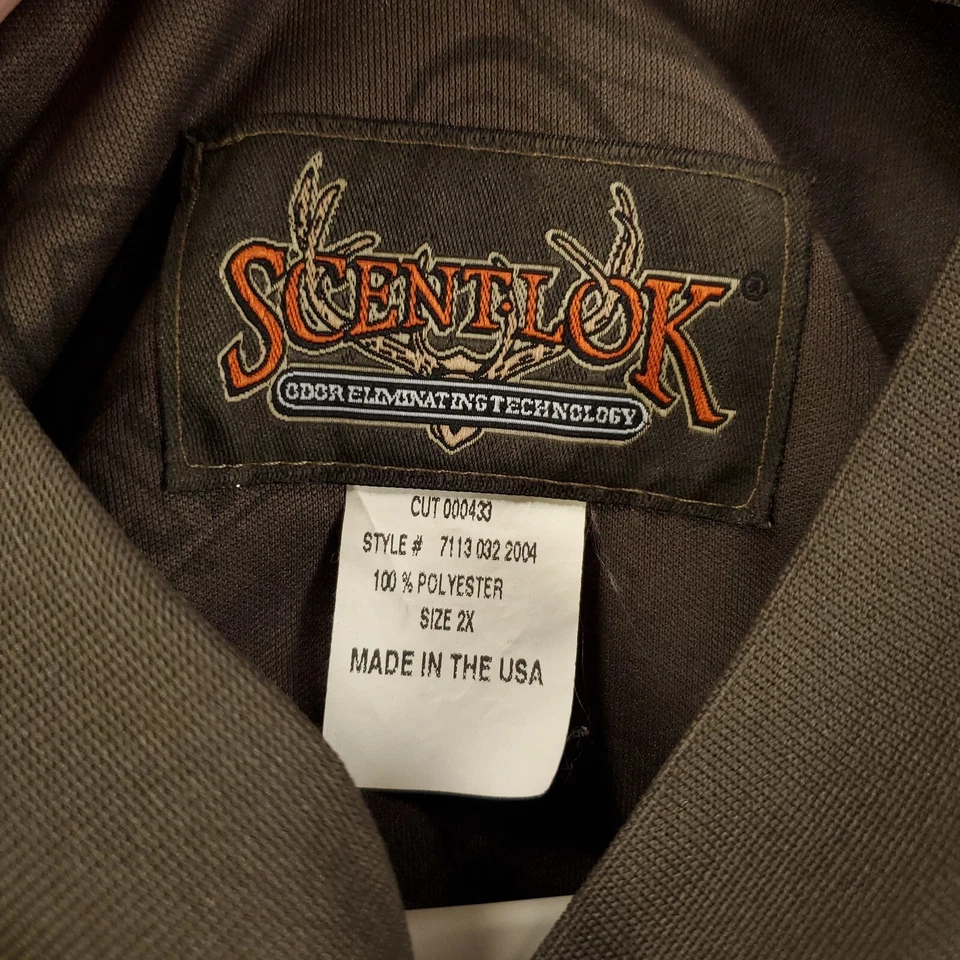 SCENT-LOK ®
ODOR ELIMINATING TECHNOLOGY
CUT 000433
STYLE # 7113 032 2004
100 % POLYESTER
SIZE 2X
MADE IN THE USA